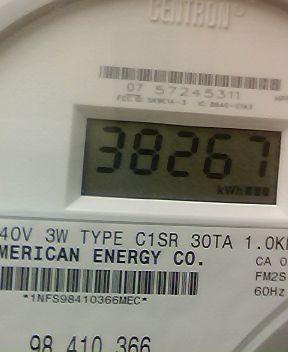 CENTRON®
07 57245311
38267
kWh 888
40V 3W TYPE C1SR 30TA 1.0K
MERICAN ENERGY CO.
CA 0
FM2S
60Hz
*1NFS98410366MEC*
98 410 366